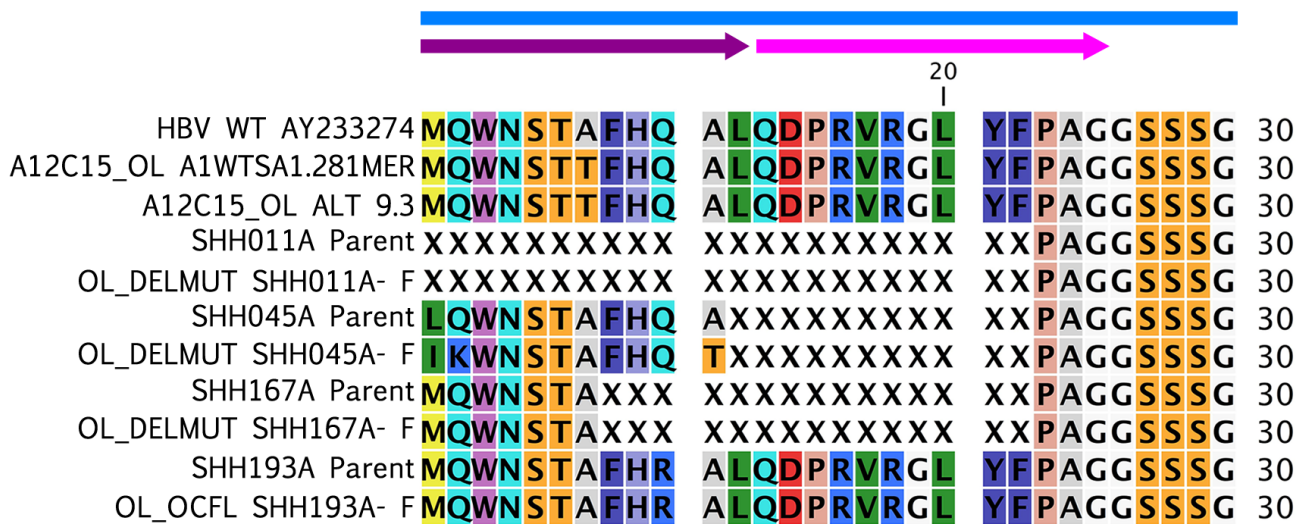 20
HBV WT AY233274 MQWNSTAFHQ ALQDPRVRGL YFPAGGSSSG 30
A12C15_OL A1WTSA1.281MER MQWNSTTFHQ ALQDPRVRGL YFPAGGSSSG 30
A12C15_OL ALT 9.3 MQWNSTTFHQ ALQDPRVRGL YFPAGGSSSG 30
SHH011A Parent XXXXXXXXXX XXXXXXXXXX XXPAGGSSSG 30
OL_DELMUT SHH011A- F XXXXXXXXXX XXXXXXXXXX XXPAGGSSSG 30
SHH045A Parent LQWNSTAFHQ AXXXXXXXXX XXPAGGSSSG 30
OL_DELMUT SHH045A- F IKWNSTAFHQ TXXXXXXXXX XXPAGGSSSG 30
SHH167A Parent MQWNSTAXXX XXXXXXXXXX XXPAGGSSSG 30
OL_DELMUT SHH167A- F MQWNSTAXXX XXXXXXXXXX XXPAGGSSSG 30
SHH193A Parent MQWNSTAFHR ALQDPRVRGL YFPAGGSSSG 30
OL_OCFL SHH193A- F MQWNSTAFHR ALQDPRVRGL YFPAGGSSSG 30